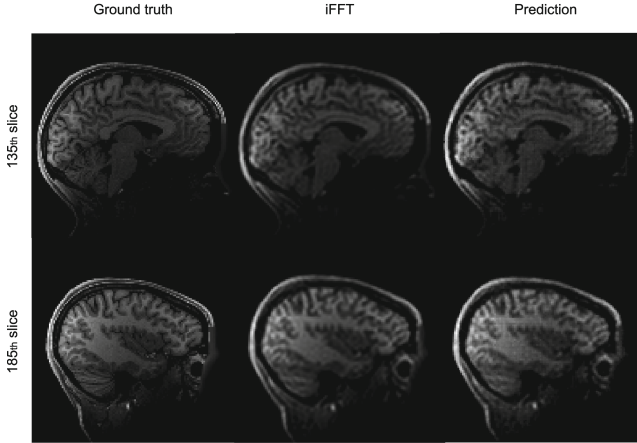 Ground truth
iFFT
Prediction
135th slice
185th slice